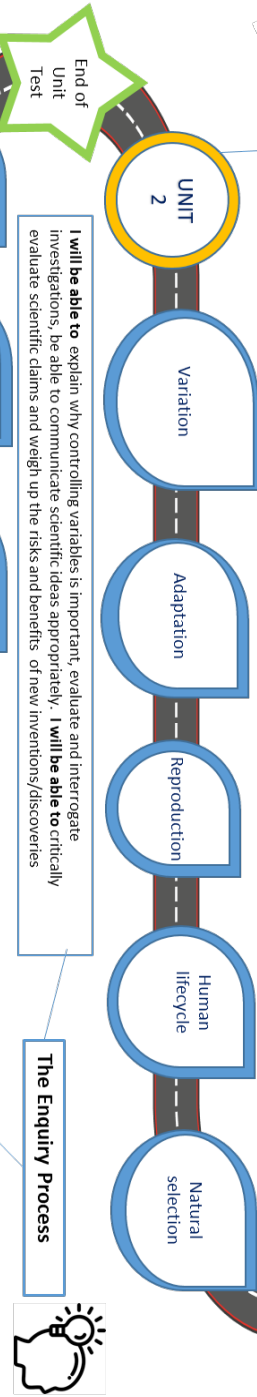 End of
Unit
Test
UNIT
2
Variation
Adaptation
Reproduction
Human
lifecycle
Natural
selection
I will be able to explain why controlling variables is important, evaluate and interrogate
investigations, be able to communicate scientific ideas appropriately. I will be able to critically
evaluate scientific claims and weigh up the risks and benefits of new inventions/discoveries
The Enquiry Process